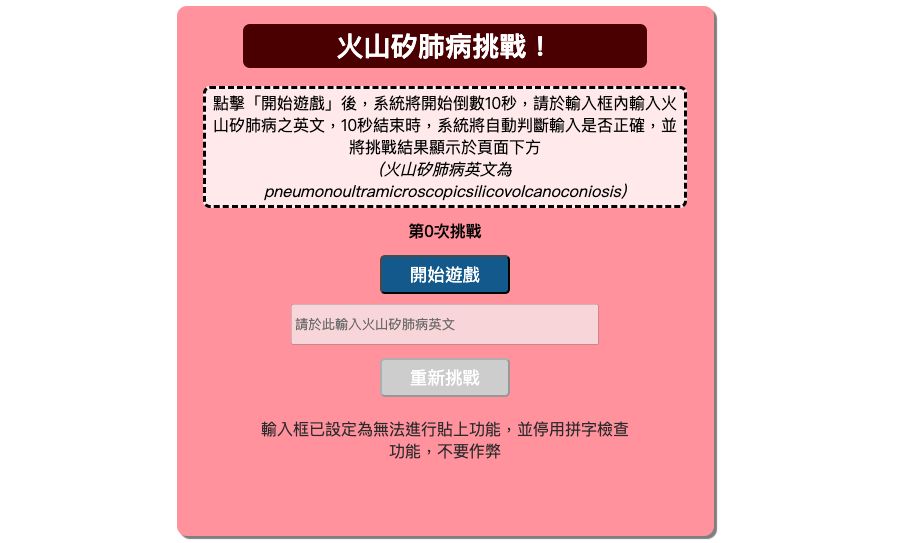 火山矽肺病挑戰！
點擊「開始遊戲」後，系統將開始倒數10秒，請於輸入框內輸入火
山矽肺病之英文，10秒結束時，系統將自動判斷輸入是否正確，並
將挑戰結果顯示於頁面下方
(火山矽肺病英文為
pneumonoultramicroscopicsilicovolcanoconiosis)
第0次挑戰
開始遊戲
請於此輸入火山矽肺病英文
重新挑戰
輸入框已設定為無法進行貼上功能，並停用拼字檢查
功能，不要作弊